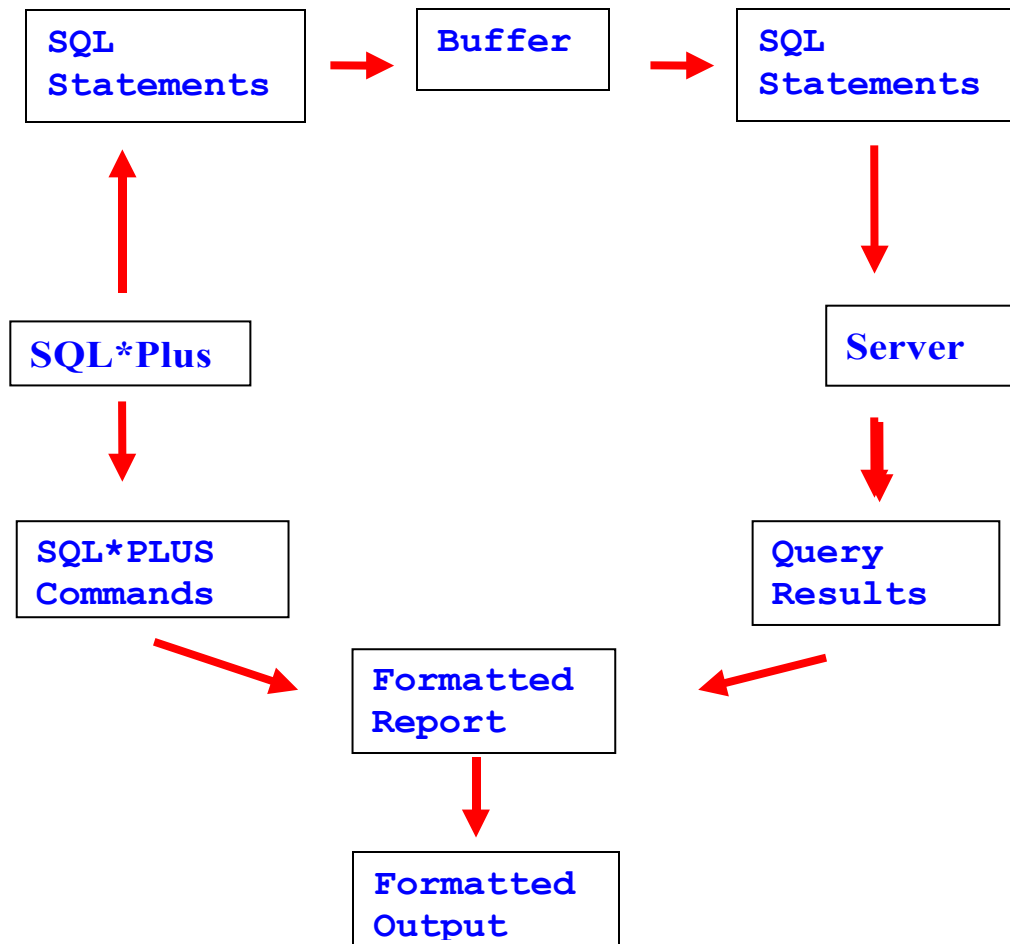 SQL
Statements
Buffer
SQL
Statements
SQL*Plus
Server
SQL*PLUS
Commands
Query
Results
Formatted
Report
Formatted
Output